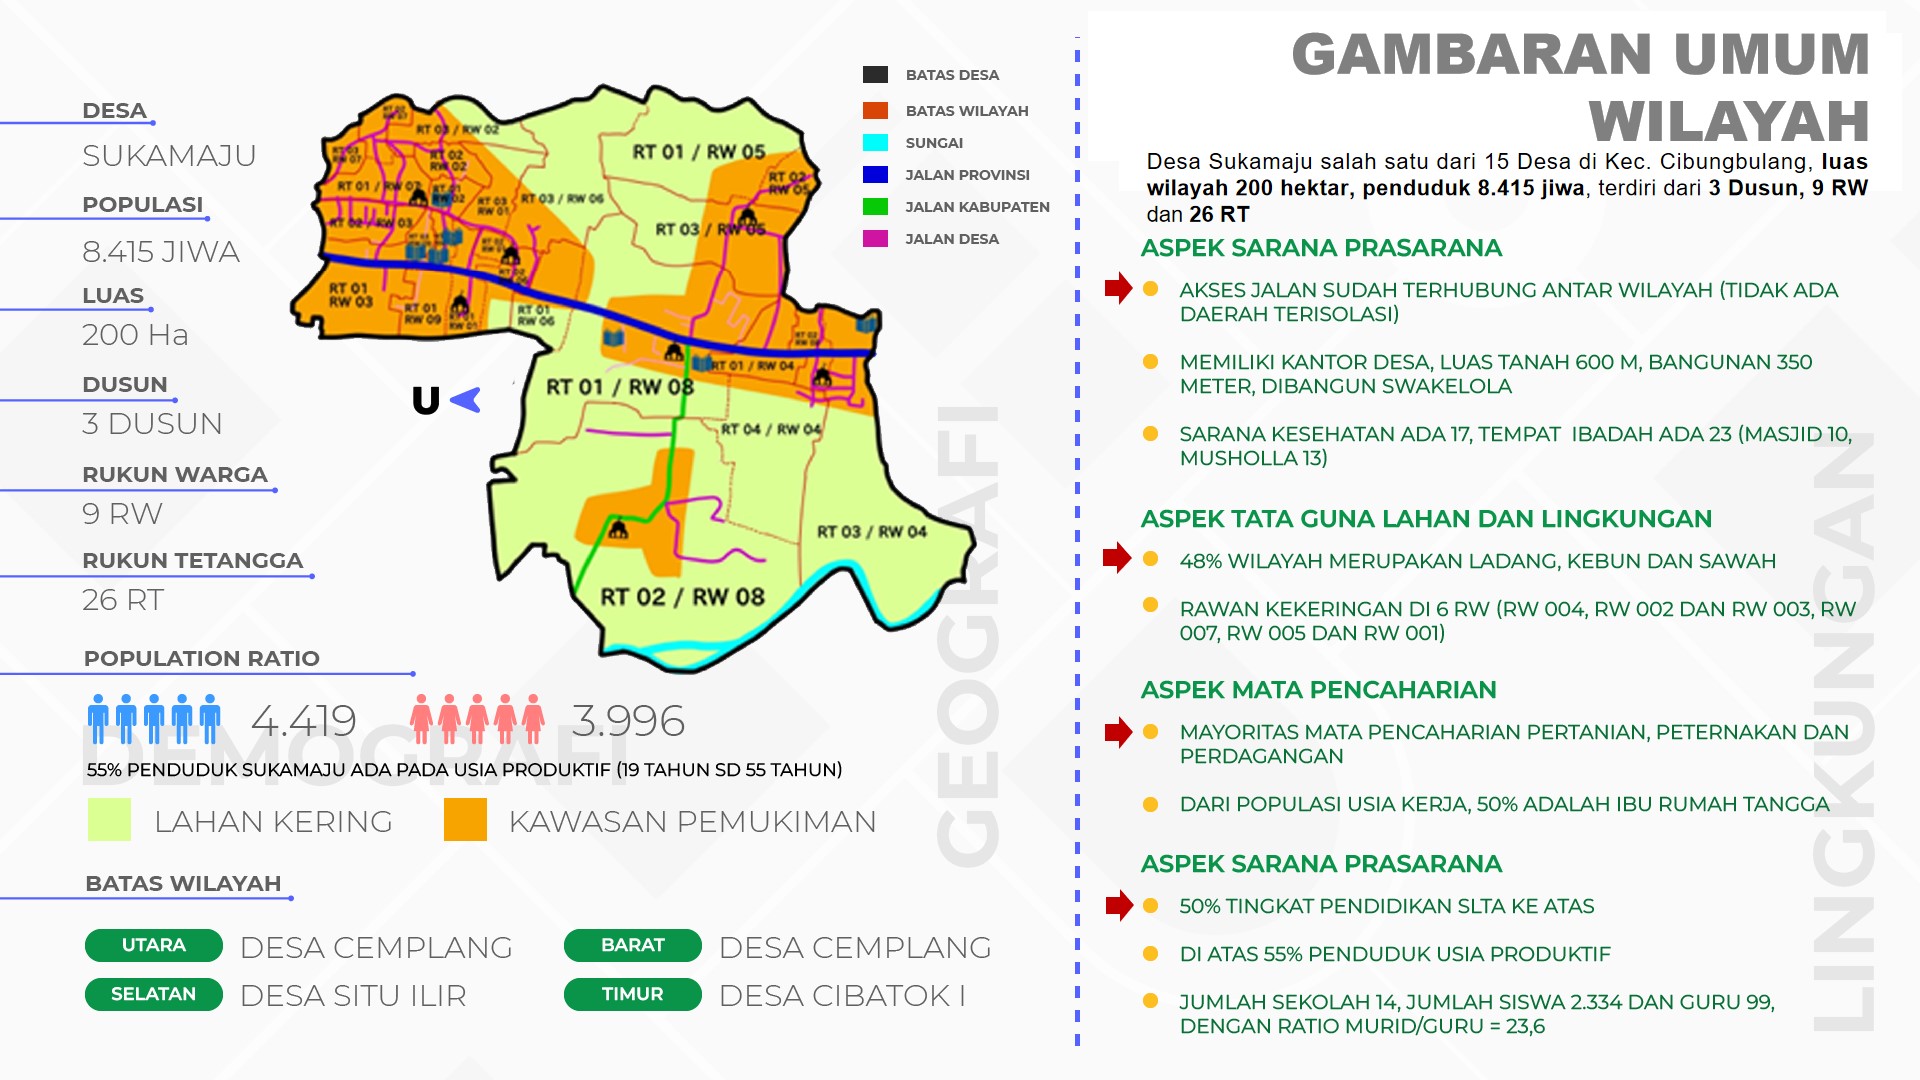 DESA
SUKAMAJU
POPULASI
8.415 JIWA
LUAS
200 Ha
DUSUN
3 DUSUN
RUKUN WARGA
9 RW
RUKUN TETANGGA
26 RT
POPULATION RATIO
4.419
3.996
DEMOGRAFI
55% PENDUDUK SUKAMAJU ADA PADA USIA PRODUKTIF (19 TAHUN SD 55 TAHUN)
LAHAN KERING
KAWASAN PEMUKIMAN
BATAS WILAYAH
UTARA
DESA CEMPLANG
BARAT
DESA CEMPLANG
SELATAN
DESA SITU ILIR
TIMUR
DESA CIBATOK I
RT 03 / RW 02
RT 01 / RW 05
RT 02
RW 02
RT 02
RW 05
RT 01 / RW 07
RT 03
RW 01
RT 03 / RW 06
RT 02 / RW 03
RT 03 / RW 05
RT 01
RW 03
RT 01
RW 09
RT 01
RW 06
RT 01 / RW 04
RT 01 / RW 08
RT 04 / RW 04
RT 03 / RW 04
RT 02 / RW 08
U
BATAS DESA
BATAS WILAYAH
SUNGAI
JALAN PROVINSI
JALAN KABUPATEN
JALAN DESA
GEOGRAFI
GAMBARAN UMUM
WILAYAH
Desa Sukamaju salah satu dari 15 Desa di Kec. Cibungbulang, luas
wilayah 200 hektar, penduduk 8.415 jiwa, terdiri dari 3 Dusun, 9 RW
dan 26 RT
ASPEK SARANA PRASARANA
AKSES JALAN SUDAH TERHUBUNG ANTAR WILAYAH (TIDAK ADA
DAERAH TERISOLASI)
MEMILIKI KANTOR DESA, LUAS TANAH 600 M, BANGUNAN 350
METER, DIBANGUN SWAKELOLA
SARANA KESEHATAN ADA 17, TEMPAT IBADAH ADA 23 (MASJID 10,
MUSHOLLA 13)
ASPEK TATA GUNA LAHAN DAN LINGKUNGAN
48% WILAYAH MERUPAKAN LADANG, KEBUN DAN SAWAH
RAWAN KEKERINGAN DI 6 RW (RW 004, RW 002 DAN RW 003, RW
007, RW 005 DAN RW 001)
ASPEK MATA PENCAHARIAN
MAYORITAS MATA PENCAHARIAN PERTANIAN, PETERNAKAN DAN
PERDAGANGAN
DARI POPULASI USIA KERJA, 50% ADALAH IBU RUMAH TANGGA
ASPEK SARANA PRASARANA
50% TINGKAT PENDIDIKAN SLTA KE ATAS
DI ATAS 55% PENDUDUK USIA PRODUKTIF
JUMLAH SEKOLAH 14, JUMLAH SISWA 2.334 DAN GURU 99,
DENGAN RATIO MURID/GURU = 23,6
LINGKUNGAN